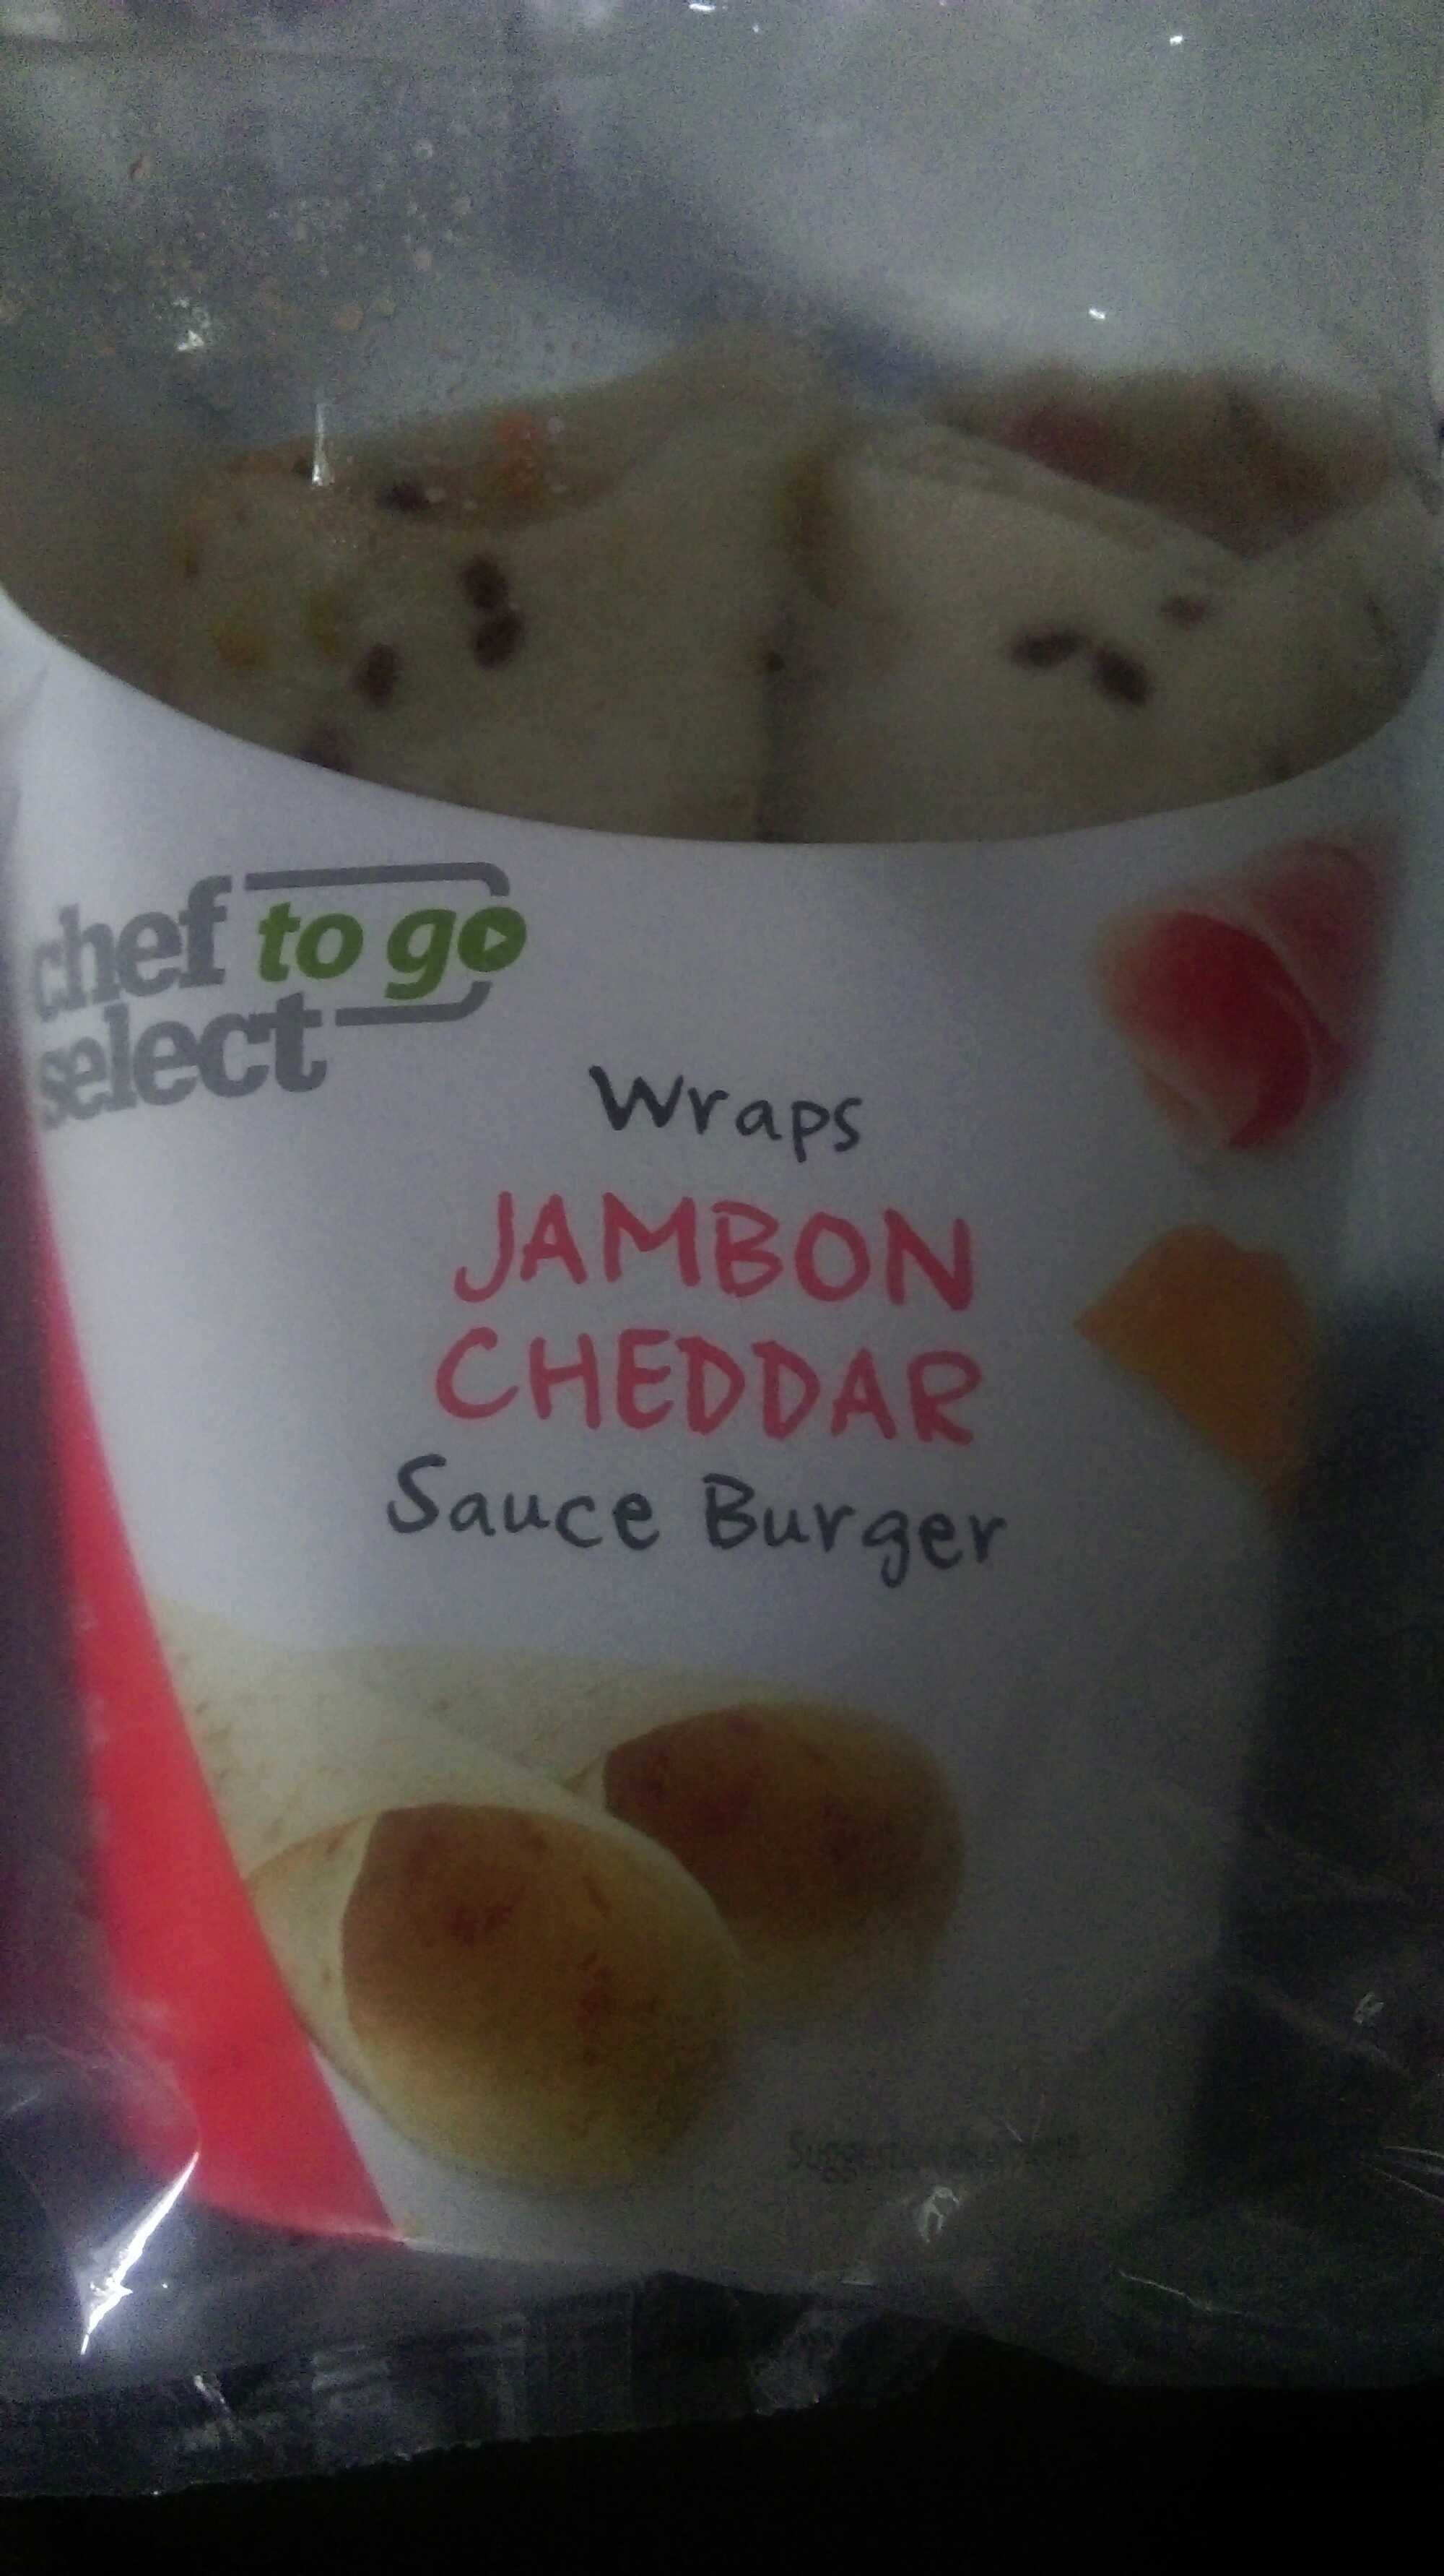 chef to go
select
Wraps
JAMBON
CHEDDAR
Sauce Burger